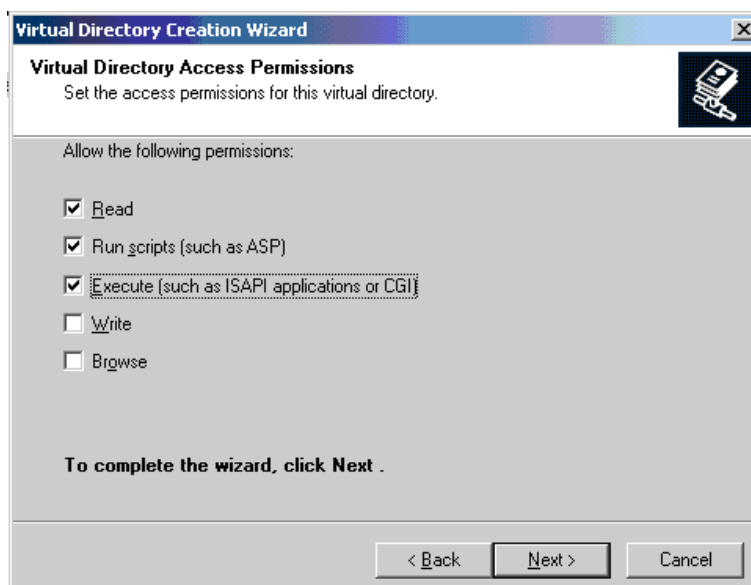 Virtual Directory Creation Wizard
Virtual Directory Access Permissions
Set the access permissions for this virtual directory.
Allow the following permissions:
Read
Run scripts (such as ASP)
Execute (such as ISAPI applications or CGI)
Write
Browse
To complete the wizard, click Next .
< Back Next > Cancel